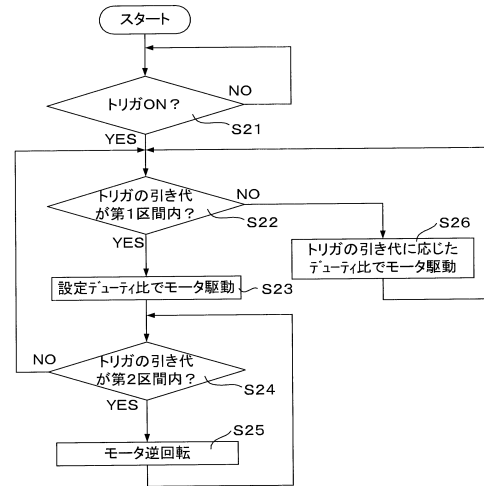 スタート
トリガON?
NO
S21
YES
トリガの引き代
が第1区間内?
NO
S22
YES
S26
トリガの引き代に応じた
デューティ比でモータ駆動
設定デューティ比でモータ駆動
S23
トリガの引き代
が第2区間内?
NO
S24
YES
S25
モータ逆回転